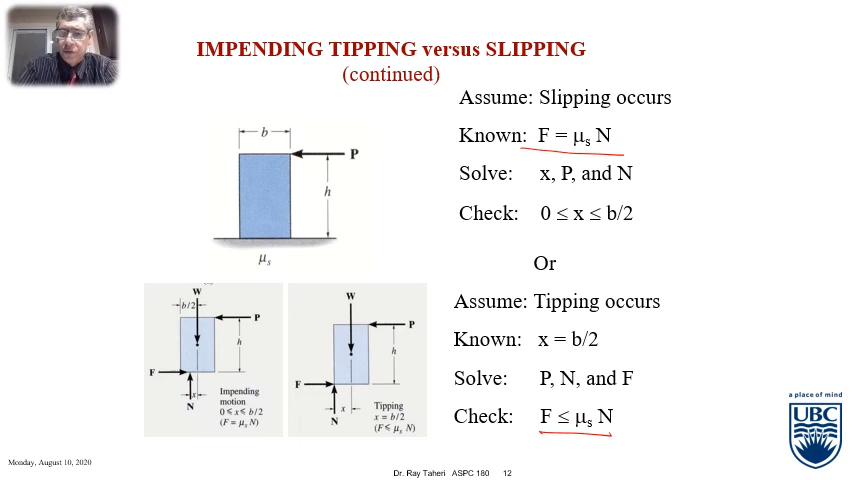 IMPENDING TIPPING versus SLIPPING
(continued)
Assume: Slipping occurs
Known: F = μs N
Solve: x, P, and N
Check: 0 ≤ x ≤ b/2
Or
Assume: Tipping occurs
Known: x = b/2
Solve: P, N, and F
Check: F ≤ μs N
b
P
h
μs
W
b/2
P
h
F
x
N
Impending
motion
0 ≤ x ≤ b/2
(F = μs N)
W
P
h
F
x
N
Tipping
x = b/2
(F ≤ μs N)
a place of mind
UBC
Monday, August 10, 2020
Dr. Ray Taheri ASPC 180 12